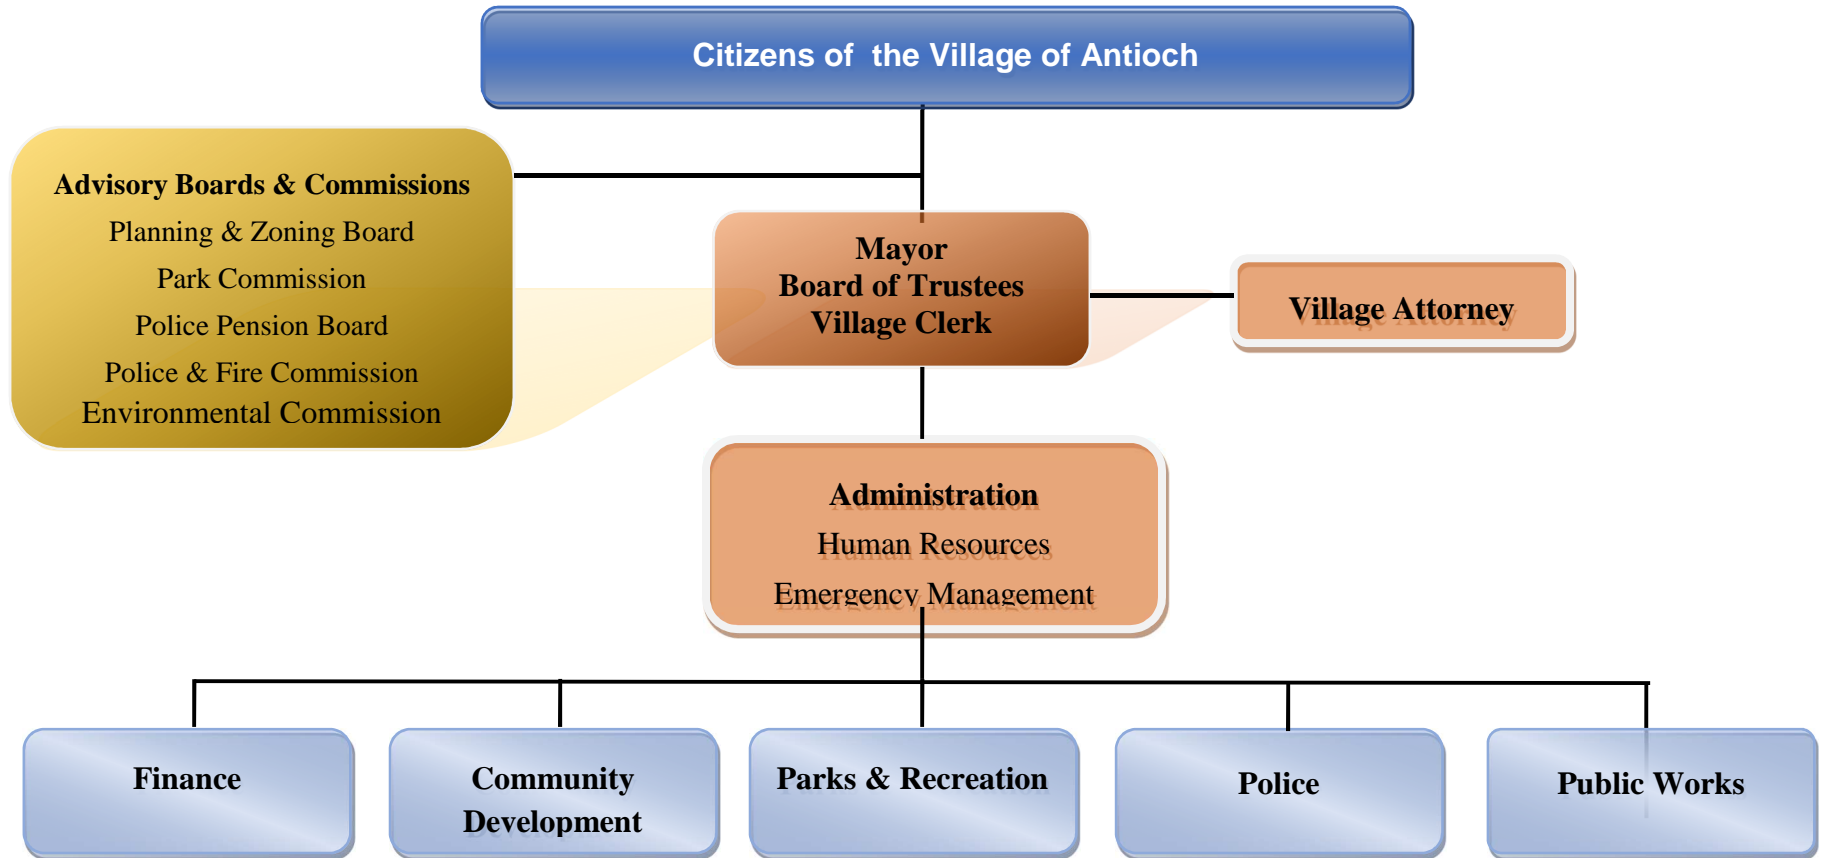 Citizens of the Village of Antioch
Advisory Boards & Commissions
Planning & Zoning Board
Park Commission
Police Pension Board
Police & Fire Commission
Environmental Commission
Mayor
Board of Trustees
Village Clerk
Village Attorney
Administration
Human Resources
Emergency Management
Finance
Community
Development
Parks & Recreation
Police
Public Works